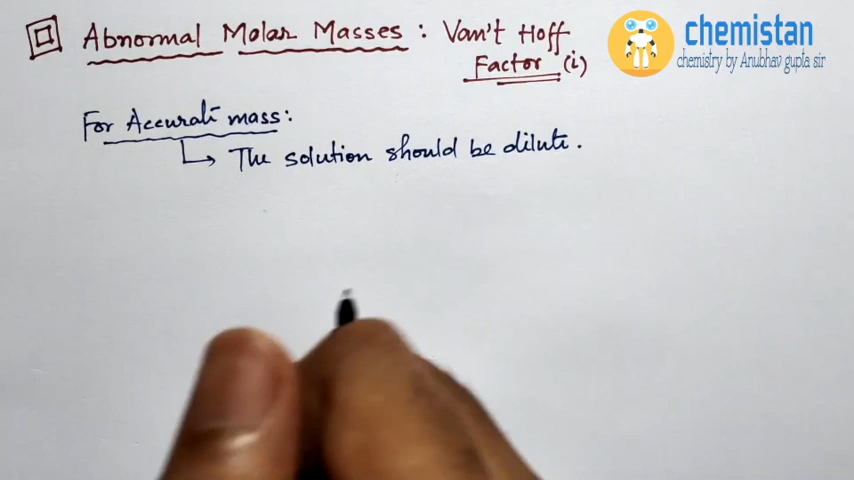 Abnormal Molar Masses : Van't Hoff
Factor (i)
chemistan
chemistry by Anubhav gupta sir
For Accurate mass :
The solution should be dilute.